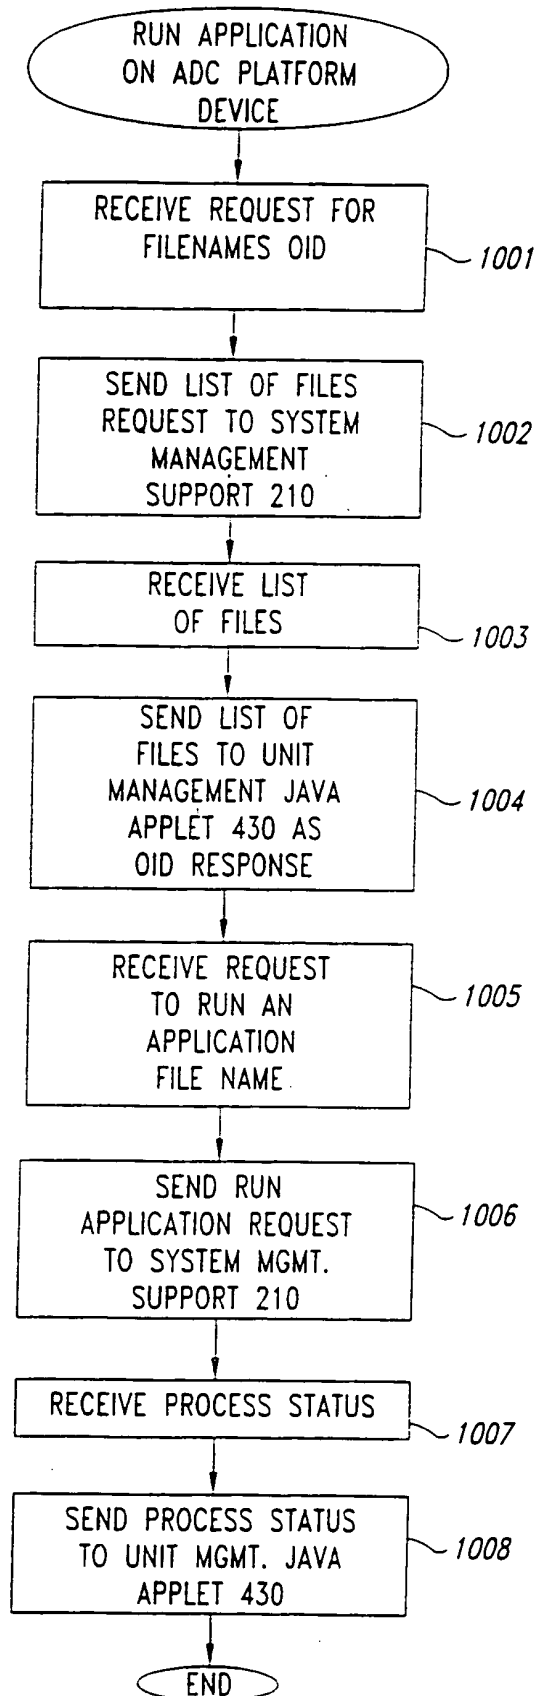 RUN APPLICATION
ON ADC PLATFORM
DEVICE
RECEIVE REQUEST FOR
FILENAMES OID
1001
SEND LIST OF FILES
REQUEST TO SYSTEM
MANAGEMENT
SUPPORT 210
1002
RECEIVE LIST
OF FILES
1003
SEND LIST OF
FILES TO UNIT
MANAGEMENT JAVA
APPLET 430 AS
OID RESPONSE
1004
RECEIVE REQUEST
TO RUN AN
APPLICATION
FILE NAME
1005
SEND RUN
APPLICATION REQUEST
TO SYSTEM MGMT.
SUPPORT 210
1006
RECEIVE PROCESS STATUS
1007
SEND PROCESS STATUS
TO UNIT MGMT. JAVA
APPLET 430
1008
END